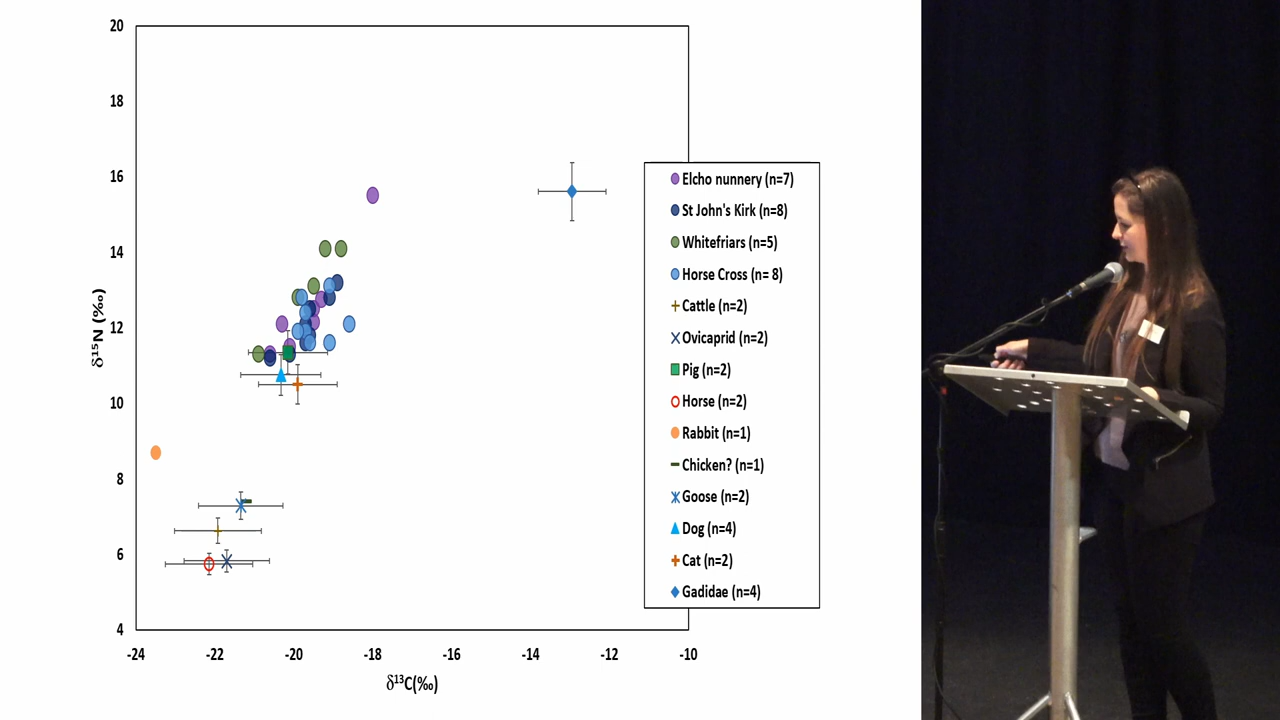 20
18
16
14
12
10
8
6
4
δ¹⁵N (‰)
-24 -22 -20 -18 -16 -14 -12 -10
δ¹³C(‰)
Elcho nunnery (n=7)
St John's Kirk (n=8)
Whitefriars (n=5)
Horse Cross (n= 8)
Cattle (n=2)
Ovicaprid (n=2)
Pig (n=2)
Horse (n=2)
Rabbit (n=1)
Chicken? (n=1)
Goose (n=2)
Dog (n=4)
Cat (n=2)
Gadidae (n=4)